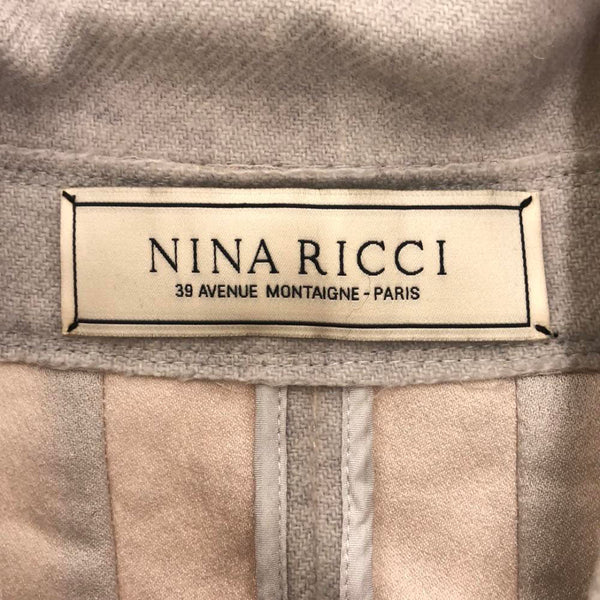 NINA RICCI
39 AVENUE MONTAIGNE - PARIS